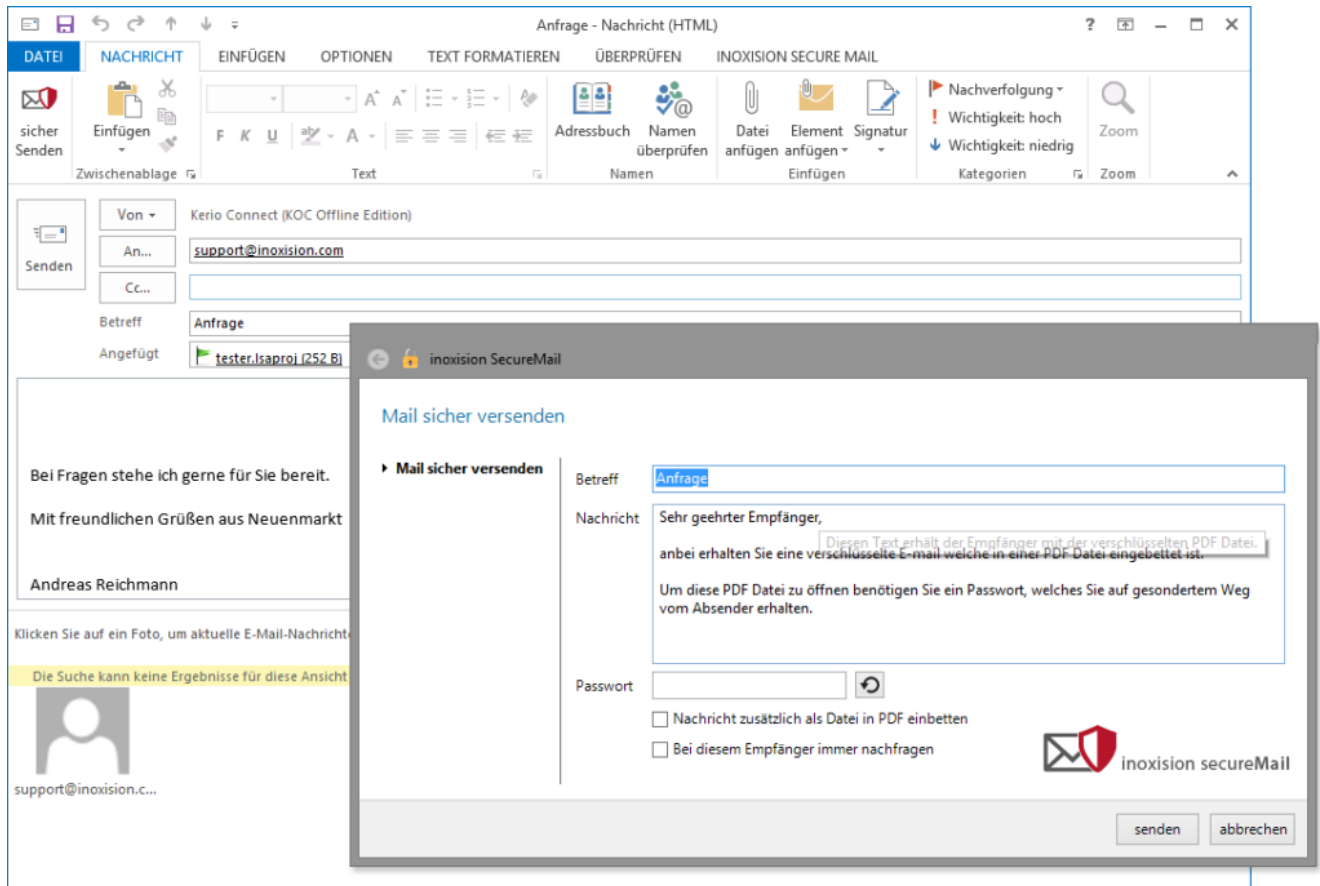 Anfrage - Nachricht (HTML)
DATEI NACHRICHT EINFÜGEN OPTIONEN TEXT FORMATIEREN ÜBERPRÜFEN INOXISION SECURE MAIL
sicher Senden
Einfügen
Zwischenablage
F K U
Text
Adressbuch
Namen überprüfen
Namen
Datei anfügen
Element anfügen
Signatur
Einfügen
Nachverfolgung
Wichtigkeit: hoch
Wichtigkeit: niedrig
Kategorien
Zoom
Zoom
Senden
Von Kerio Connect (KOC Offline Edition)
An... support@inoxision.com
Cc...
Betreff Anfrage
Angefügt tester.lsaproj (252 B)
Bei Fragen stehe ich gerne für Sie bereit.
Mit freundlichen Grüßen aus Neuenmarkt
Andreas Reichmann
Klicken Sie auf ein Foto, um aktuelle E-Mail-Nachrichte
Die Suche kann keine Ergebnisse für diese Ansicht
support@inoxision.c...
inoxision SecureMail
Mail sicher versenden
Mail sicher versenden
Betreff Anfrage
Nachricht Sehr geehrter Empfänger,
Diesen Text erhält der Empfänger mit der verschlüsselten PDF Datei.
anbei erhalten Sie eine verschlüsselte E-mail welche in einer PDF Datei eingebettet ist.
Um diese PDF Datei zu öffnen benötigen Sie ein Passwort, welches Sie auf gesondertem Weg
vom Absender erhalten.
Passwort
Nachricht zusätzlich als Datei in PDF einbetten
Bei diesem Empfänger immer nachfragen
inoxision secureMail
senden abbrechen